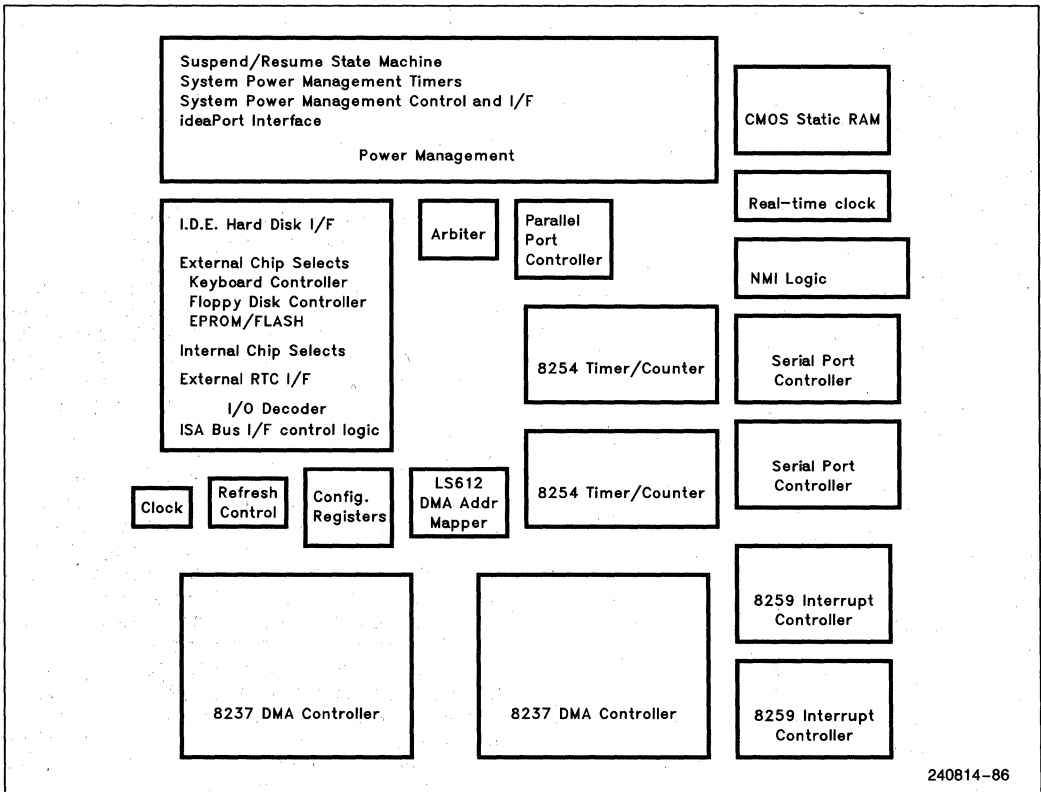 Suspend/Resume State Machine
System Power Management Timers
System Power Management Control and I/F
ideaPort Interface
Power Management
CMOS Static RAM
Real-time clock
NMI Logic
I.D.E. Hard Disk I/F
External Chip Selects
Keyboard Controller
Floppy Disk Controller
EPROM/FLASH
Internal Chip Selects
External RTC I/F
I/O Decoder
ISA Bus I/F control logic
Arbiter
Parallel
Port
Controller
8254 Timer/Counter
Serial Port
Controller
8254 Timer/Counter
Serial Port
Controller
Clock
Refresh
Control
Config.
Registers
LS612
DMA Addr
Mapper
8237 DMA Controller
8237 DMA Controller
8259 Interrupt
Controller
8259 Interrupt
Controller
240814-86